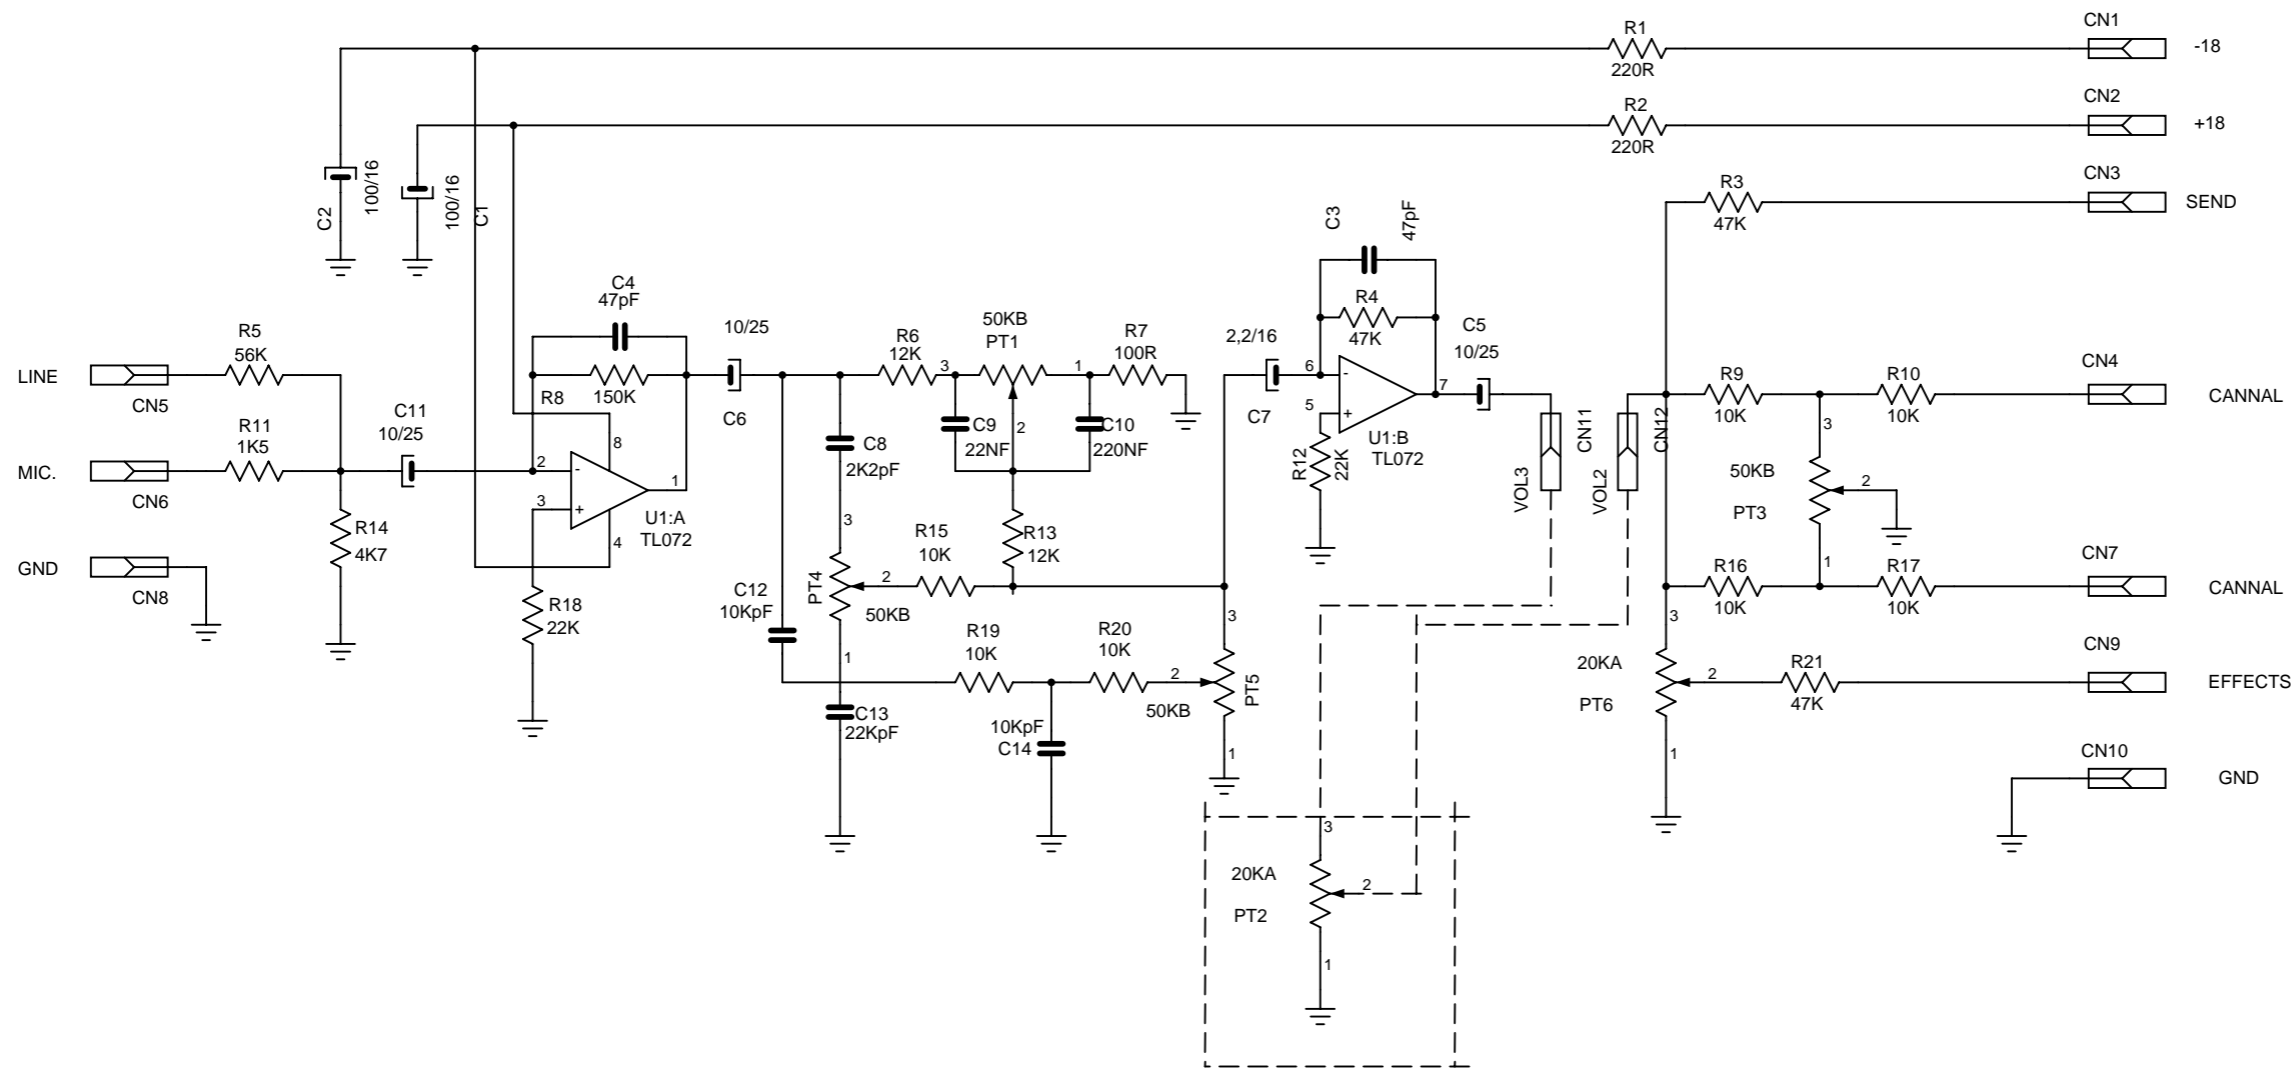 CN1
-18
R1
220R
CN2
+18
R2
220R
CN3
SEND
R3
47K
C2
100/16
100/16
C1
C3
47pF
C4
47pF
R8
150K
10/25
C6
R6
12K
50KB
PT1
R7
100R
3
1
2
C9
22NF
C10
220NF
2,2/16
C7
R4
47K
6
5
7
-
+
U1:B
TL072
C5
10/25
R12
22K
CN11
VOL3
CN12
VOL2
R9
10K
R10
10K
CN4
CANNAL
LINE
CN5
R5
56K
MIC.
CN6
R11
1K5
C11
10/25
GND
CN8
R14
4K7
2
3
-
+
8
4
1
U1:A
TL072
R18
22K
C8
2K2pF
3
PT4
2
50KB
1
R15
10K
R13
12K
C12
10KpF
C13
22KpF
R19
10K
R20
10K
10KpF
C14
3
2
1
50KB
PT5
3
50KB
PT3
2
1
R16
10K
R17
10K
CN7
CANNAL
3
20KA
PT6
2
1
R21
47K
CN9
EFFECTS
CN10
GND
3
20KA
PT2
2
1